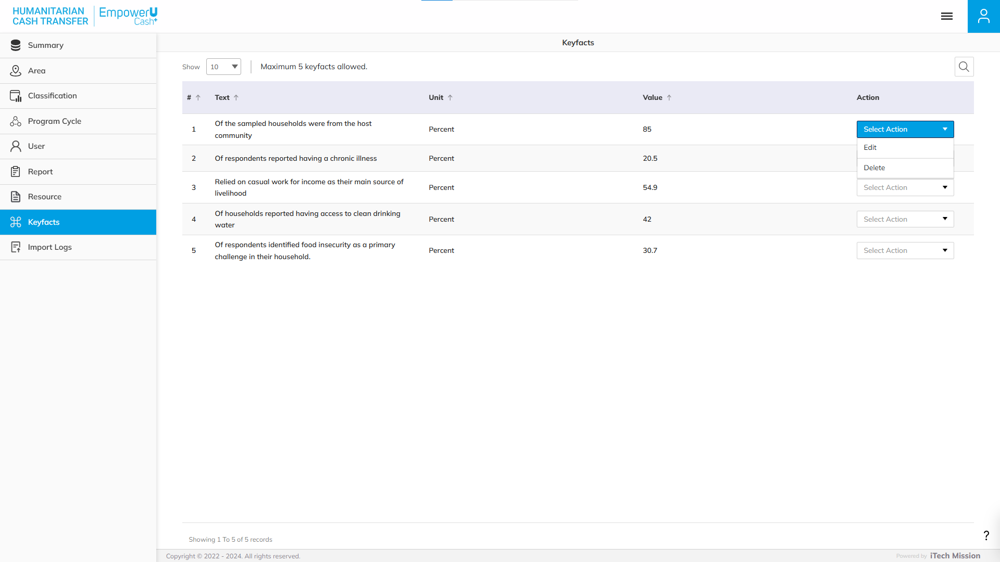 HUMANITARIAN
CASH TRANSFER
EmpowerU
Cash+
Summary
Area
Classification
Program Cycle
User
Report
Resource
Keyfacts
Import Logs
Keyfacts
Show 10 Maximum 5 keyfacts allowed.
# Text Unit Value Action
1 Of the sampled households were from the host
community Percent 85 Select Action
Edit
2 Of respondents reported having a chronic illness Percent 20.5
Delete
3 Relied on casual work for income as their main source of
livelihood Percent 54.9 Select Action
4 Of households reported having access to clean drinking
water Percent 42 Select Action
5 Of respondents identified food insecurity as a primary
challenge in their household. Percent 30.7 Select Action
Showing 1 To 5 of 5 records
?
Copyright © 2022 - 2024. All rights reserved. Powered by iTech Mission